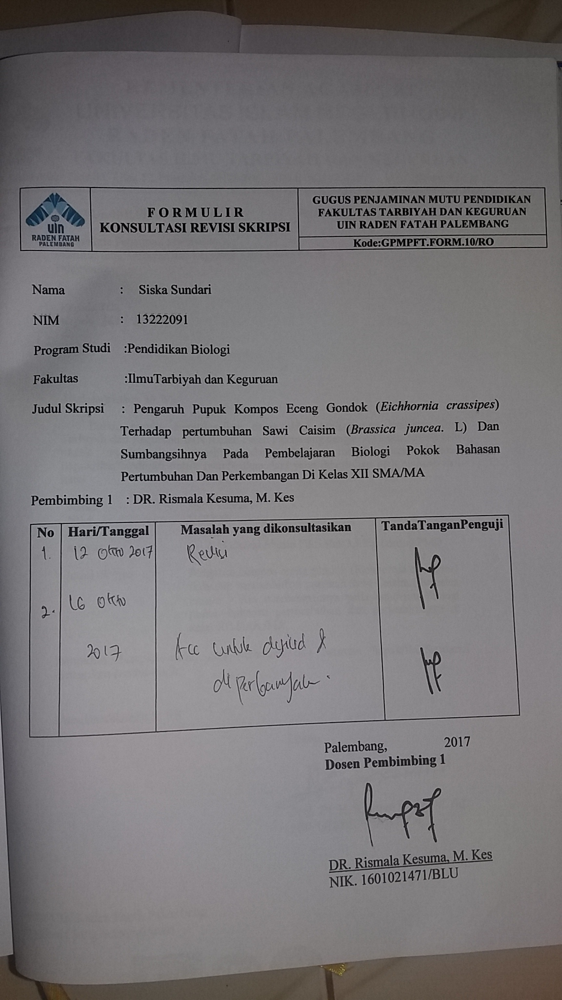 uin
RADEN FATAH
PALEMBANG
FORMULIR
KONSULTASI REVISI SKRIPSI
GUGUS PENJAMINAN MUTU PENDIDIKAN
FAKULTAS TARBIYAH DAN KEGURUAN
UIN RADEN FATAH PALEMBANG
Kode:GPMPFT.FORM.10/RO
Nama : Siska Sundari
NIM : 13222091
Program Studi :Pendidikan Biologi
Fakultas :IlmuTarbiyah dan Keguruan
Judul Skripsi : Pengaruh Pupuk Kompos Eceng Gondok (Eichhornia crassipes)
Terhadap pertumbuhan Sawi Caisim (Brassica juncea. L) Dan
Sumbangsihnya Pada Pembelajaran Biologi Pokok Bahasan
Pertumbuhan Dan Perkembangan Di Kelas XII SMA/MA
Pembimbing 1 : DR. Rismala Kesuma, M. Kes
No Hari/Tanggal Masalah yang dikonsultasikan TandaTanganPenguji
1. 12 Okto 2017 Revisi
2. 16 Okto
2017 Acc untuk dijilid &
diperbanyak.
Palembang, 2017
Dosen Pembimbing 1
DR. Rismala Kesuma, M. Kes
NIK. 1601021471/BLU